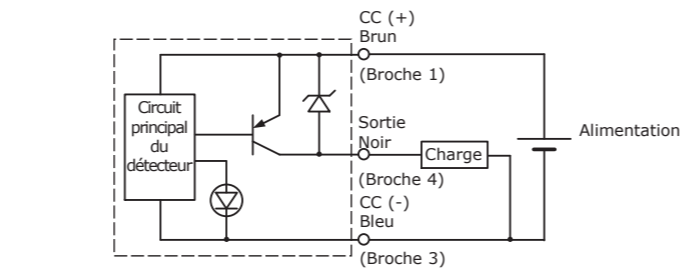 CC (+)
Brun
(Broche 1)
Circuit
principal
du
détecteur
Sortie
Noir
Charge
(Broche 4)
Alimentation
CC (-)
Bleu
(Broche 3)